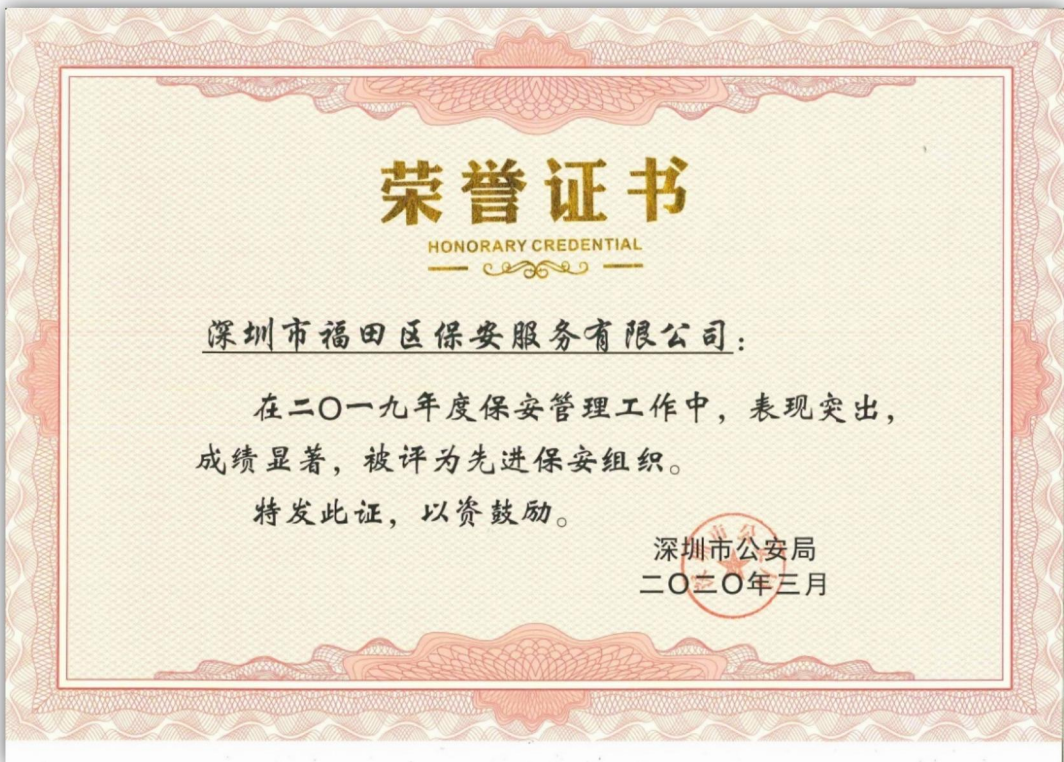 荣誉证书
HONORARY CREDENTIAL
深圳市福田区保安服务有限公司：
在二〇一九年度保安管理工作中，表现突出，
成绩显著，被评为先进保安组织。
特发此证，以资鼓励。
深圳市公安局
二〇二〇年三月